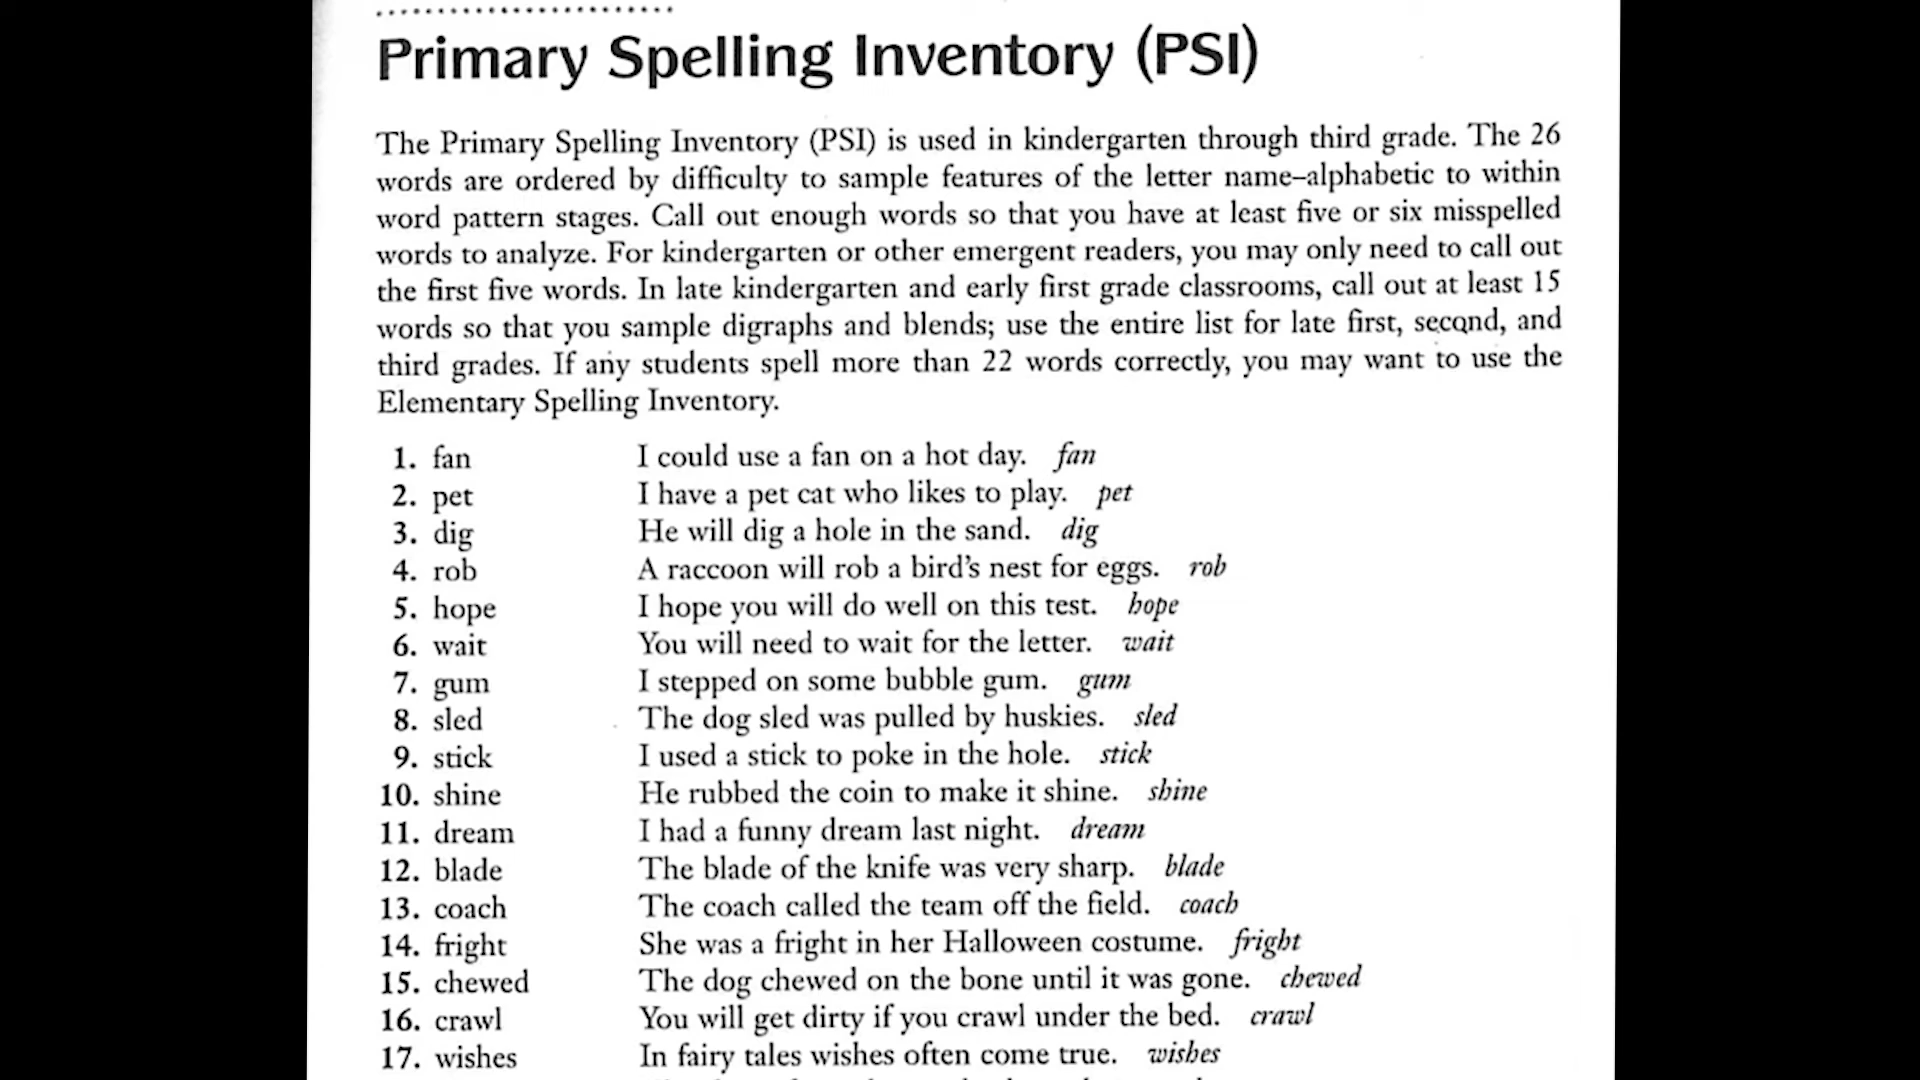 Primary Spelling Inventory (PSI)
The Primary Spelling Inventory (PSI) is used in kindergarten through third grade. The 26
words are ordered by difficulty to sample features of the letter name–alphabetic to within
word pattern stages. Call out enough words so that you have at least five or six misspelled
words to analyze. For kindergarten or other emergent readers, you may only need to call out
the first five words. In late kindergarten and early first grade classrooms, call out at least 15
words so that you sample digraphs and blends; use the entire list for late first, second, and
third grades. If any students spell more than 22 words correctly, you may want to use the
Elementary Spelling Inventory.
1. fan I could use a fan on a hot day. fan
2. pet I have a pet cat who likes to play. pet
3. dig He will dig a hole in the sand. dig
4. rob A raccoon will rob a bird's nest for eggs. rob
5. hope I hope you will do well on this test. hope
6. wait You will need to wait for the letter. wait
7. gum I stepped on some bubble gum. gum
8. sled The dog sled was pulled by huskies. sled
9. stick I used a stick to poke in the hole. stick
10. shine He rubbed the coin to make it shine. shine
11. dream I had a funny dream last night. dream
12. blade The blade of the knife was very sharp. blade
13. coach The coach called the team off the field. coach
14. fright She was a fright in her Halloween costume. fright
15. chewed The dog chewed on the bone until it was gone. chewed
16. crawl You will get dirty if you crawl under the bed. crawl
17. wishes In fairy tales wishes often come true. wishes